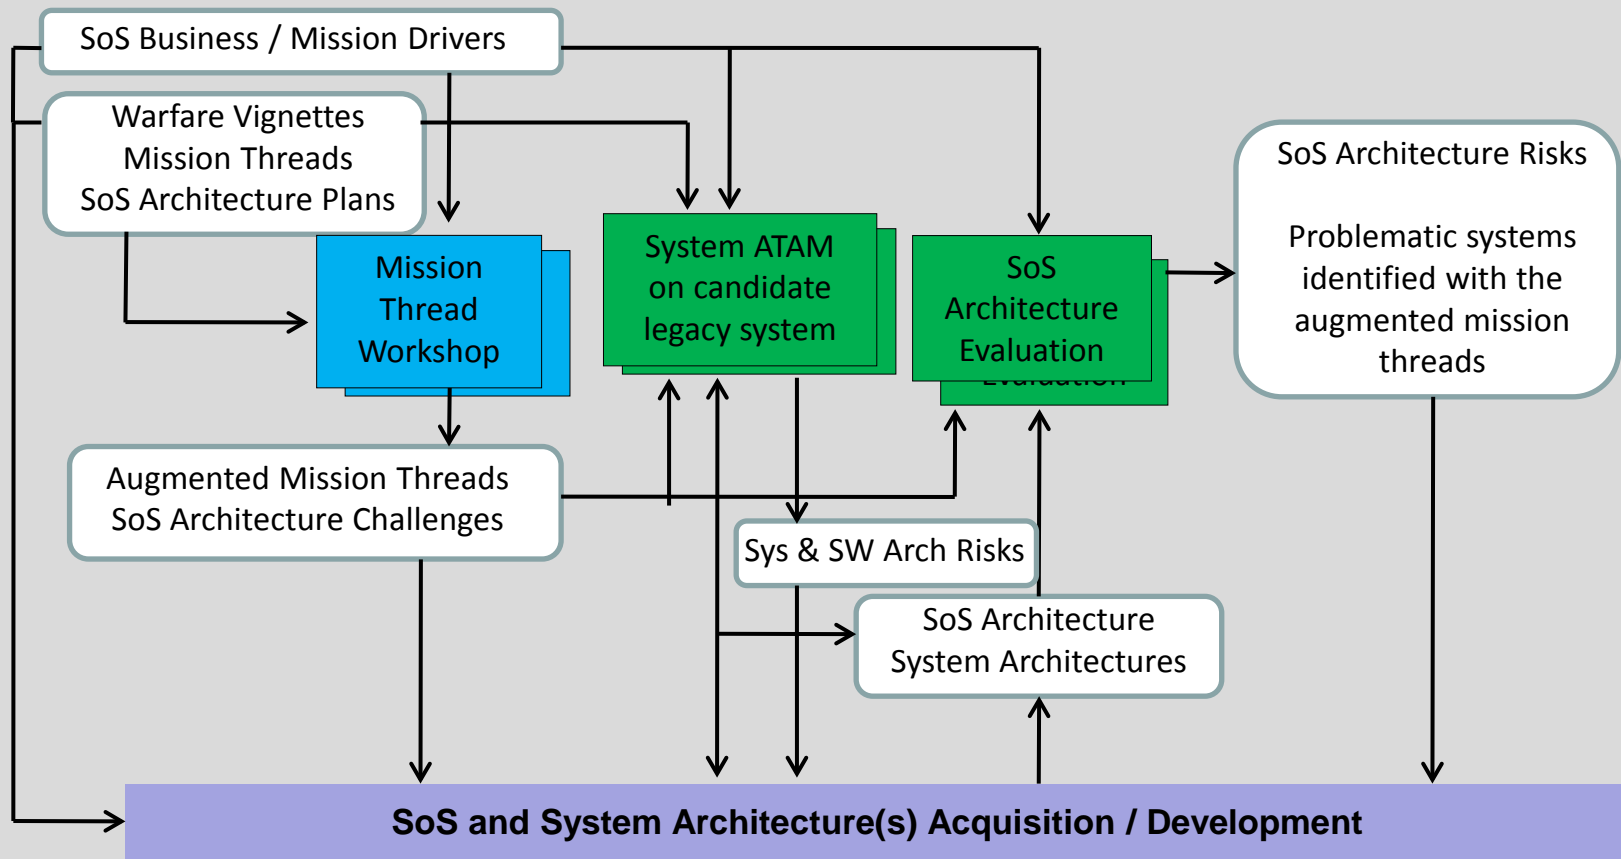 SoS Business / Mission Drivers
Warfare Vignettes
Mission Threads
SoS Architecture Plans
Mission
Thread
Workshop
System ATAM
on candidate
legacy system
SoS
Architecture
Evaluation
Evaluation
SoS Architecture Risks
Problematic systems
identified with the
augmented mission
threads
Augmented Mission Threads
SoS Architecture Challenges
Sys & SW Arch Risks
SoS Architecture
System Architectures
SoS and System Architecture(s) Acquisition / Development